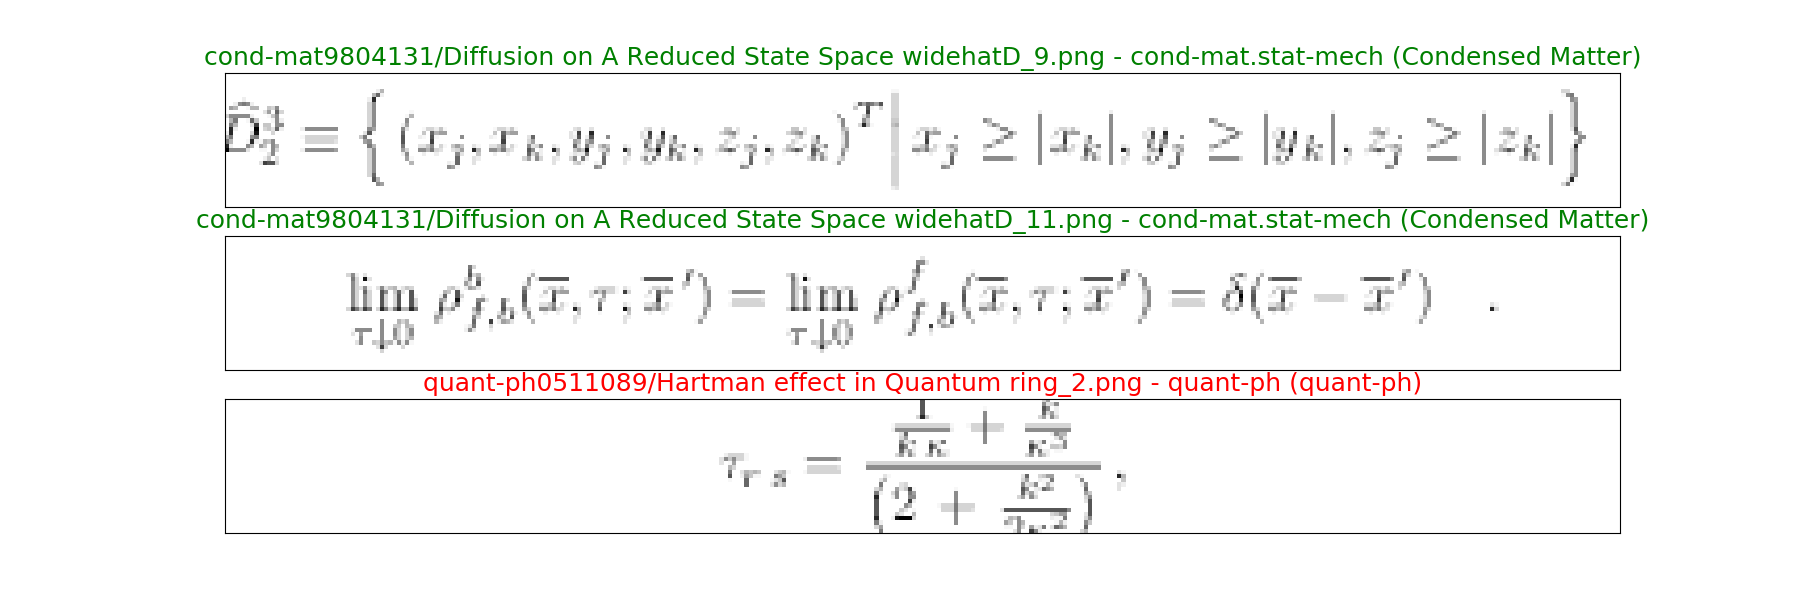 cond-mat9804131/Diffusion on A Reduced State Space widehatD_9.png - cond-mat.stat-mech (Condensed Matter)
$\widehat{D}_2^3 \equiv \left\{ (x_j, x_k, y_j, y_k, z_j, z_k)^T \middle| x_j \geq |x_k|, y_j \geq |y_k|, z_j \geq |z_k| \right\}$
cond-mat9804131/Diffusion on A Reduced State Space widehatD_11.png - cond-mat.stat-mech (Condensed Matter)
$\lim_{\tau \downarrow 0} \rho_{f,b}^b(\overline{x}, \tau; \overline{x}') = \lim_{\tau \downarrow 0} \rho_{f,b}^f(\overline{x}, \tau; \overline{x}') = \delta(\overline{x} - \overline{x}') \quad .$
quant-ph0511089/Hartman effect in Quantum ring_2.png - quant-ph (quant-ph)
$\tau_{r\,s} = \frac{\frac{1}{k\,\kappa} + \frac{k}{\kappa^3}}{\left(2 + \frac{k^2}{2\kappa^2}\right)},$